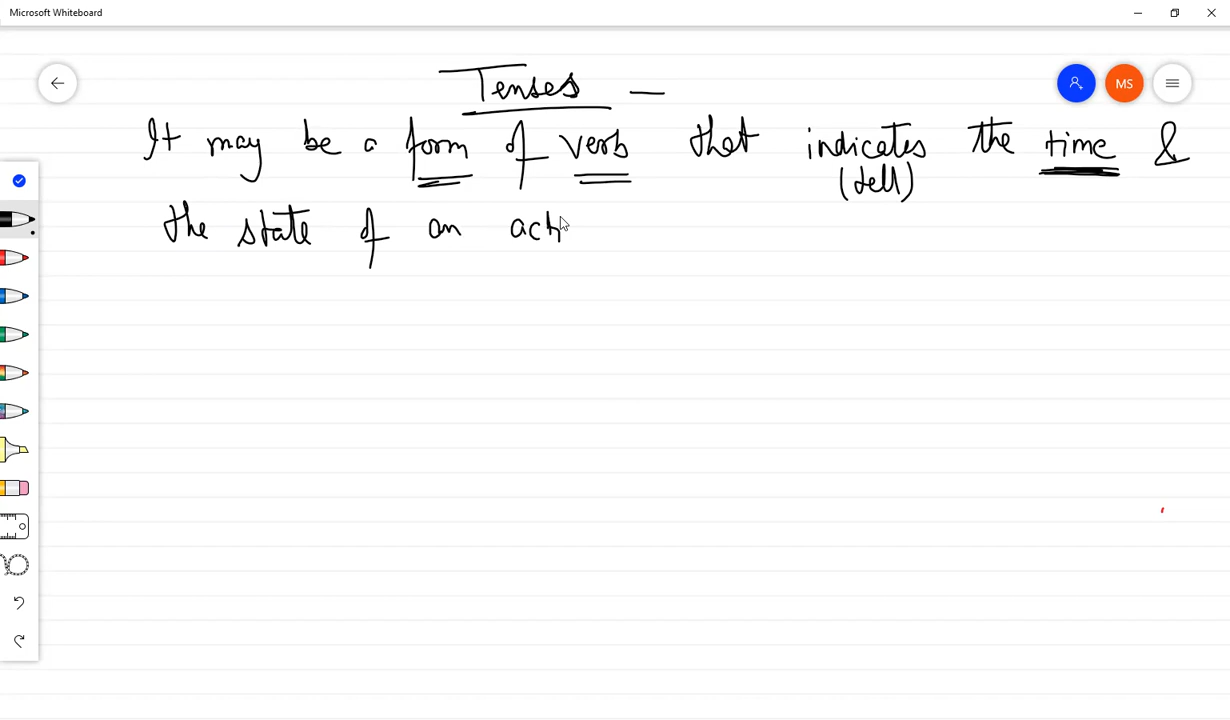 Microsoft Whiteboard
Tenses —
MS
It may be a form of verb that indicates the time &
(tell)
the state of an act